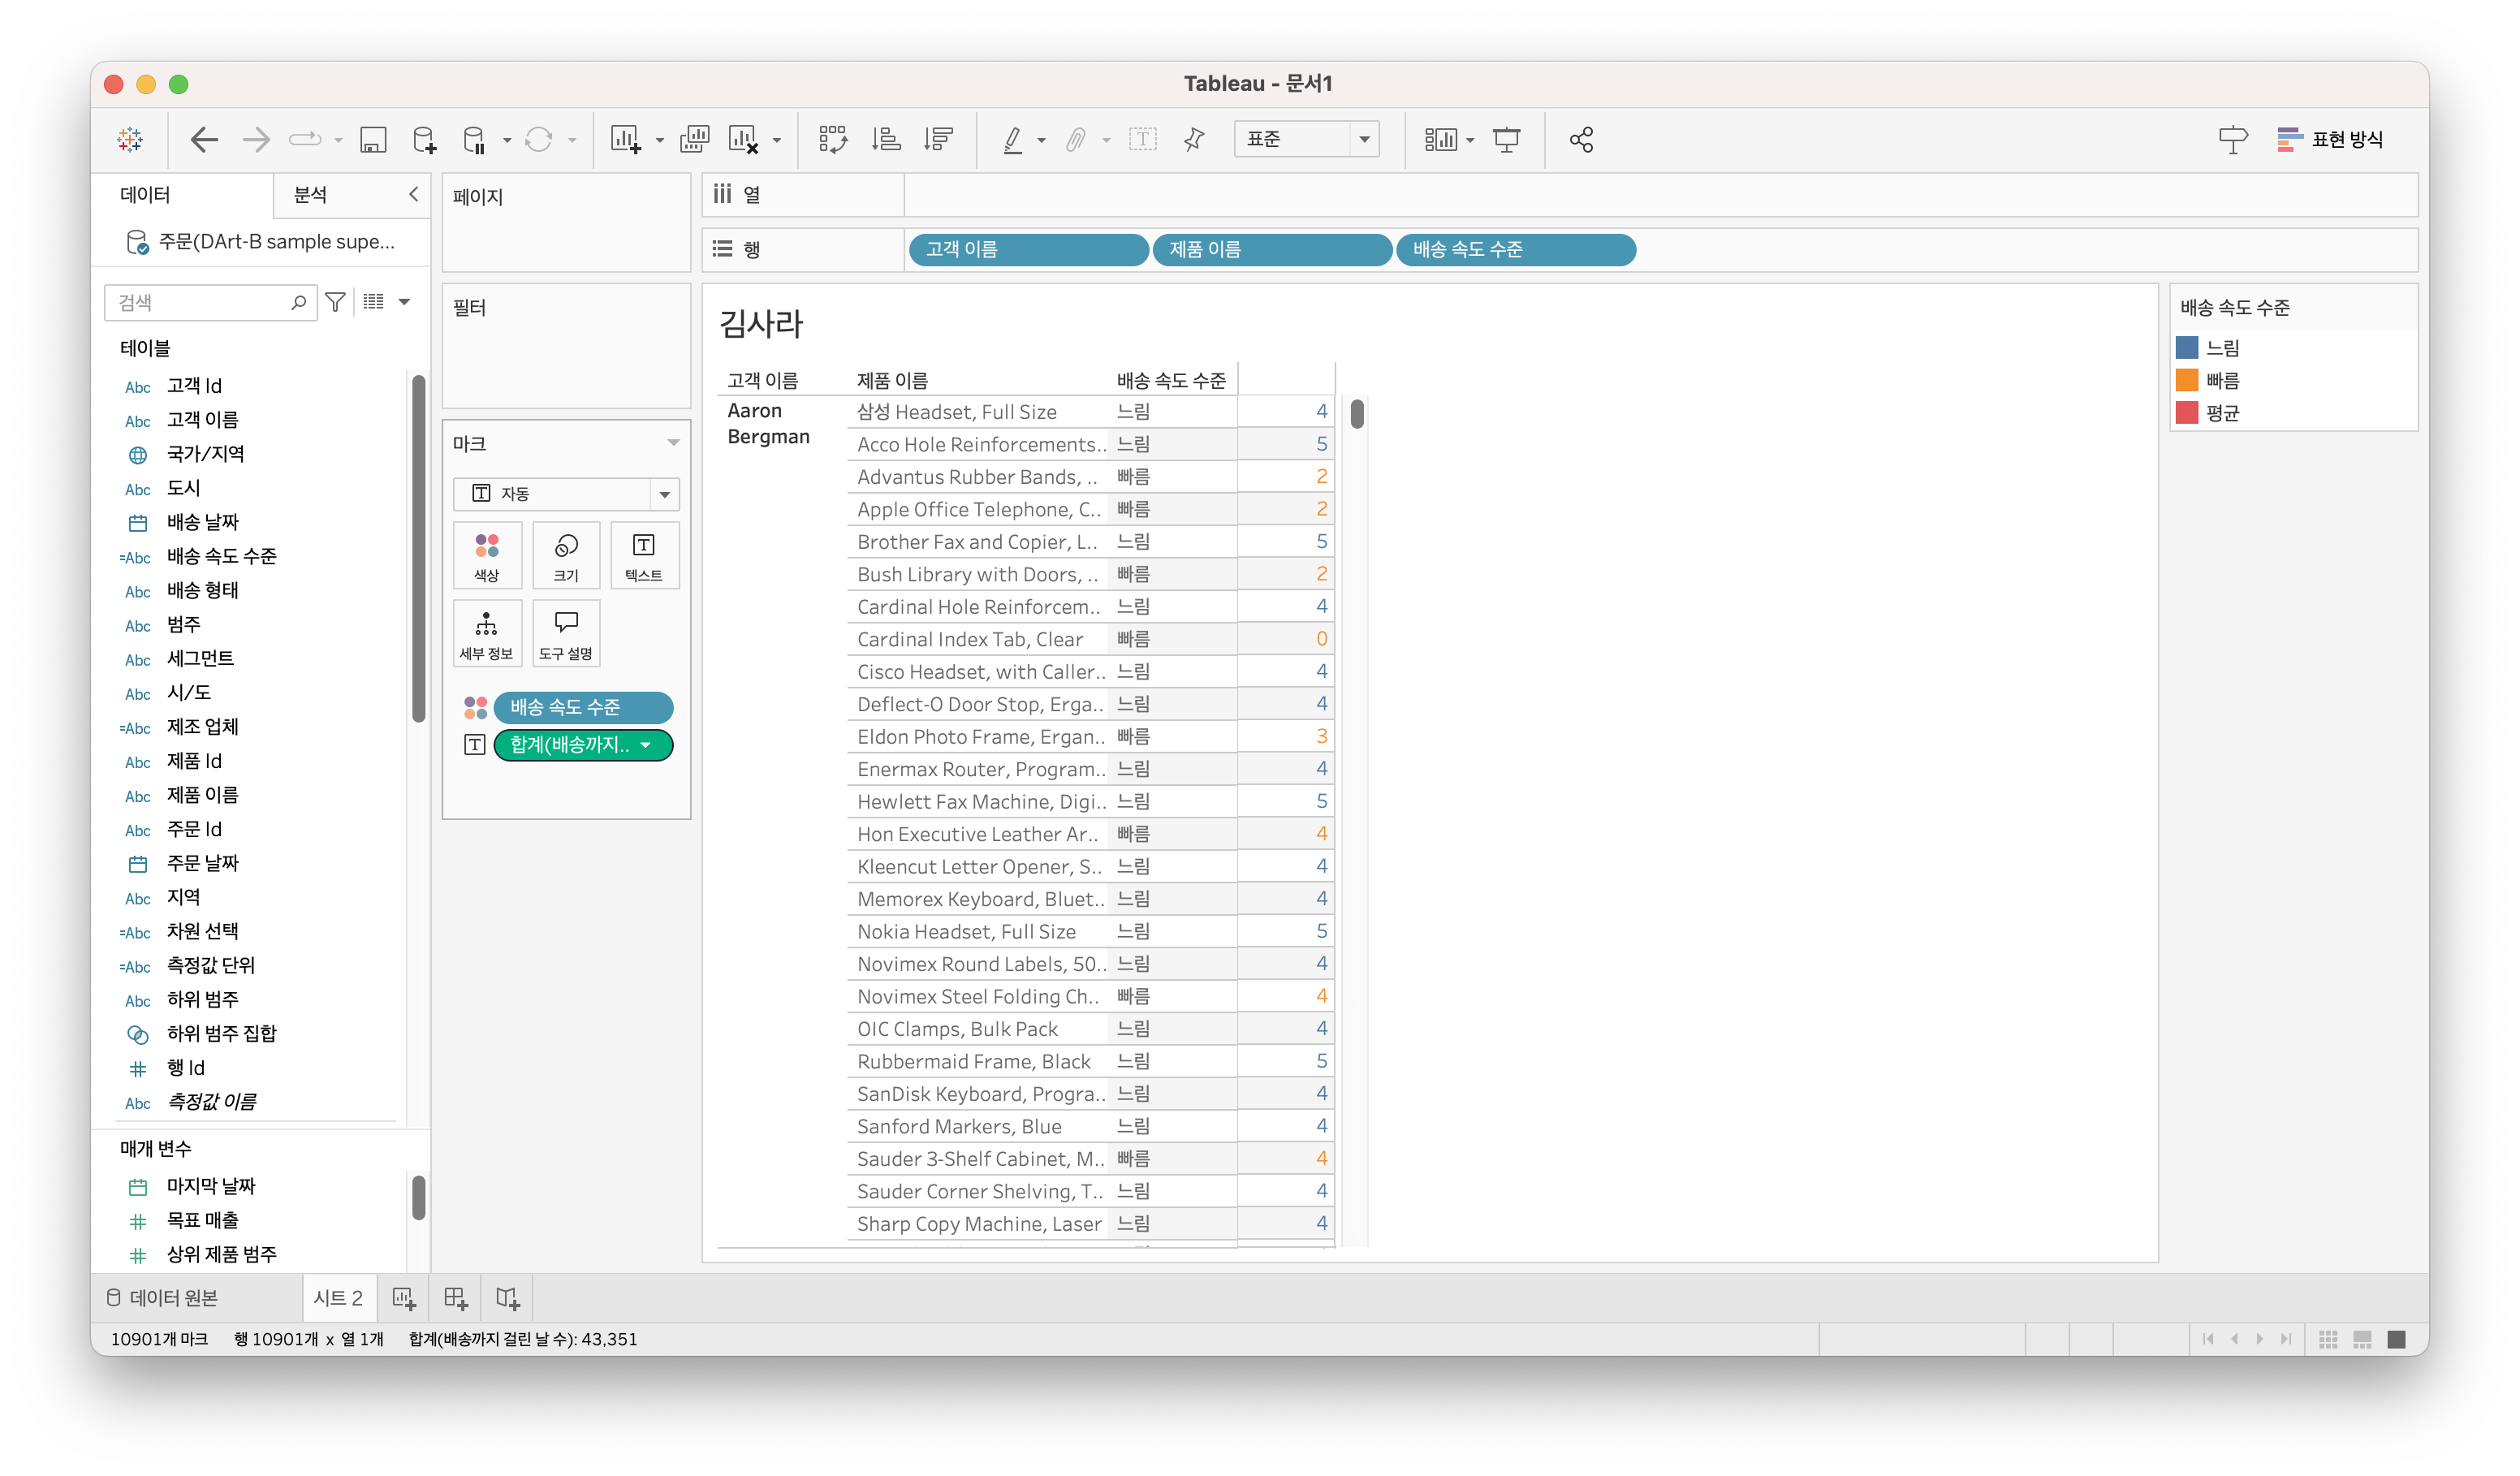 Tableau - 문서1
표준
표현 방식
데이터
분석
주문(DArt-B sample supe...
검색
테이블
Abc 고객 Id
Abc 고객 이름
국가/지역
Abc 도시
배송 날짜
=Abc 배송 속도 수준
Abc 배송 형태
Abc 범주
Abc 세그먼트
Abc 시/도
=Abc 제조 업체
Abc 제품 Id
Abc 제품 이름
Abc 주문 Id
주문 날짜
Abc 지역
=Abc 차원 선택
=Abc 측정값 단위
Abc 하위 범주
하위 범주 집합
행 Id
Abc 측정값 이름
매개 변수
마지막 날짜
목표 매출
상위 제품 범주
페이지
필터
마크
자동
색상 크기 텍스트
세부 정보 도구 설명
배송 속도 수준
합계(배송까지..
열
행 고객 이름 제품 이름 배송 속도 수준
김사라
고객 이름 제품 이름 배송 속도 수준
Aaron Bergman
삼성 Headset, Full Size 느림 4
Acco Hole Reinforcements.. 느림 5
Advantus Rubber Bands, .. 빠름 2
Apple Office Telephone, C.. 빠름 2
Brother Fax and Copier, L.. 느림 5
Bush Library with Doors, .. 빠름 2
Cardinal Hole Reinforcem.. 느림 4
Cardinal Index Tab, Clear 빠름 0
Cisco Headset, with Caller.. 느림 4
Deflect-O Door Stop, Erga.. 느림 4
Eldon Photo Frame, Ergan.. 빠름 3
Enermax Router, Program.. 느림 4
Hewlett Fax Machine, Digi.. 느림 5
Hon Executive Leather Ar.. 빠름 4
Kleencut Letter Opener, S.. 느림 4
Memorex Keyboard, Bluet.. 느림 4
Nokia Headset, Full Size 느림 5
Novimex Round Labels, 50.. 느림 4
Novimex Steel Folding Ch.. 빠름 4
OIC Clamps, Bulk Pack 느림 4
Rubbermaid Frame, Black 느림 5
SanDisk Keyboard, Progra.. 느림 4
Sanford Markers, Blue 느림 4
Sauder 3-Shelf Cabinet, M.. 빠름 4
Sauder Corner Shelving, T.. 느림 4
Sharp Copy Machine, Laser 느림 4
배송 속도 수준
느림
빠름
평균
데이터 원본
시트 2
10901개 마크 행 10901개 x 열 1개 합계(배송까지 걸린 날 수): 43,351